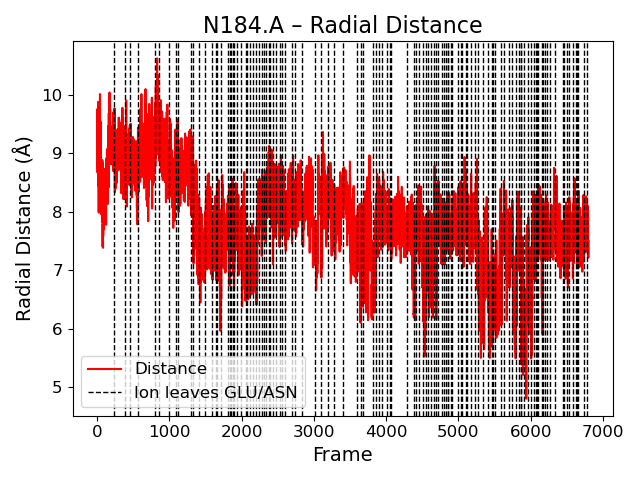 N184.A – Radial Distance
Radial Distance (Å)
10
9
8
7
6
5
Distance
Ion leaves GLU/ASN
0 1000 2000 3000 4000 5000 6000 7000
Frame